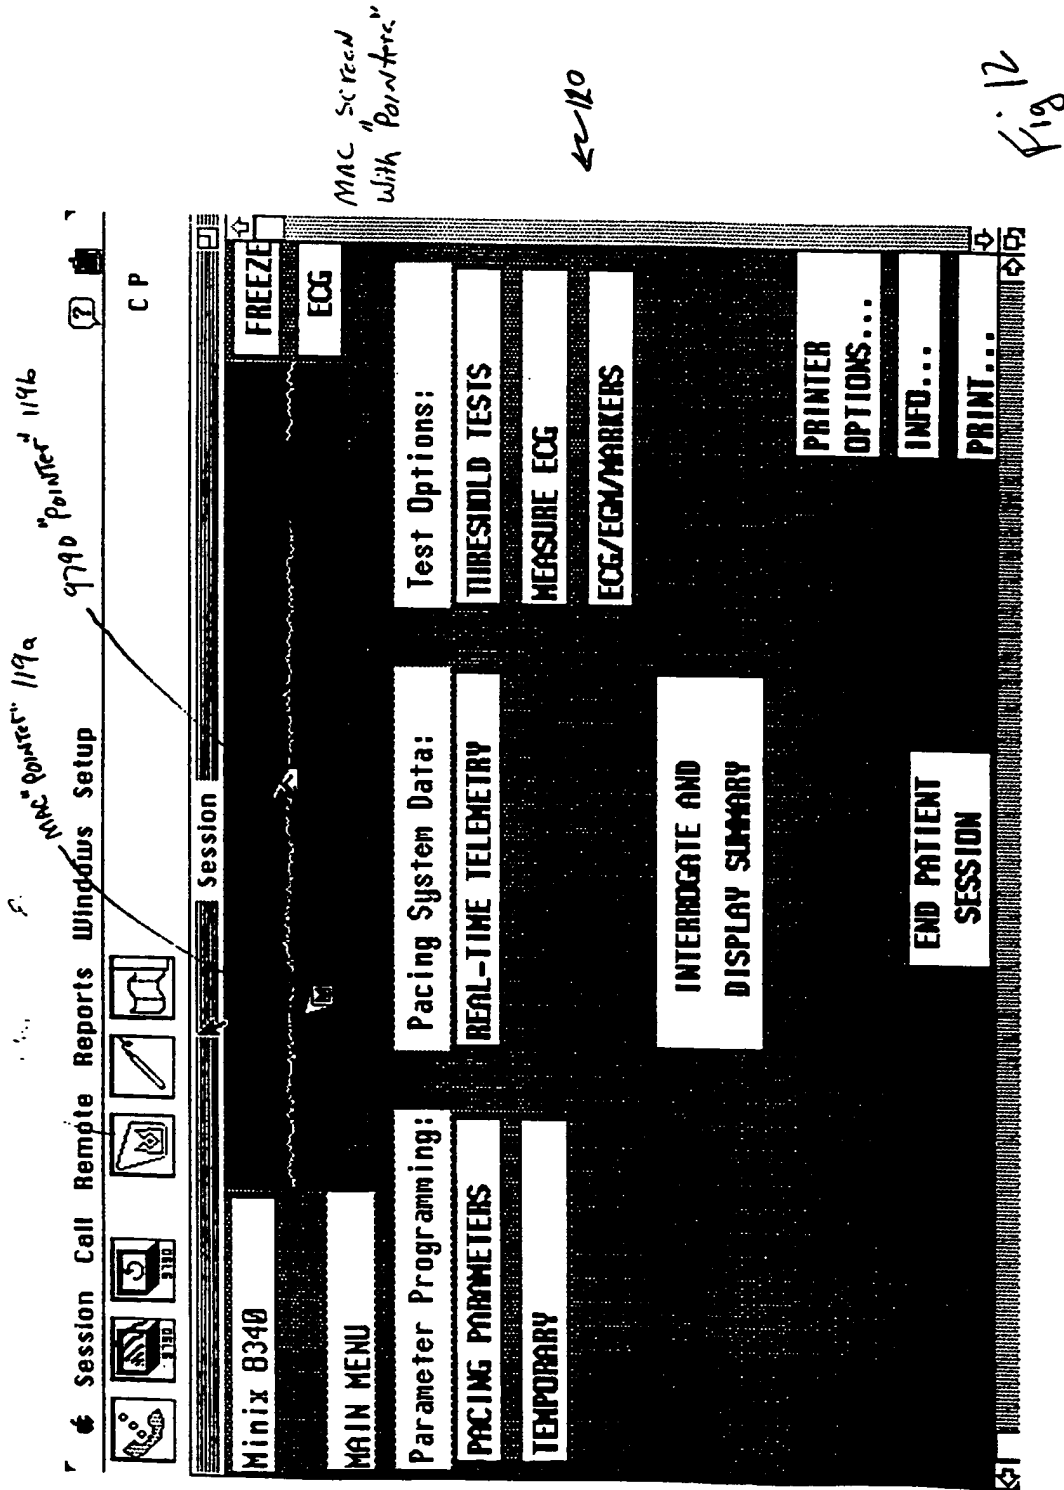 MAC "POINTER" 119a
9790 "POINTER" 119b
Session Call Remote Reports Windows Setup
?
C P
9790
9790
Session
Minix 8340
FREEZE
ECG
MAIN MENU
Parameter Programming:
PACING PARAMETERS
TEMPORARY
Pacing System Data:
REAL-TIME TELEMETRY
Test Options:
THRESHOLD TESTS
MEASURE ECG
ECG/EGM/MARKERS
INTERROGATE AND
DISPLAY SUMMARY
END PATIENT
SESSION
PRINTER
OPTIONS...
INFO...
PRINT...
MAC Screen
With "Pointers"
120
Fig 12